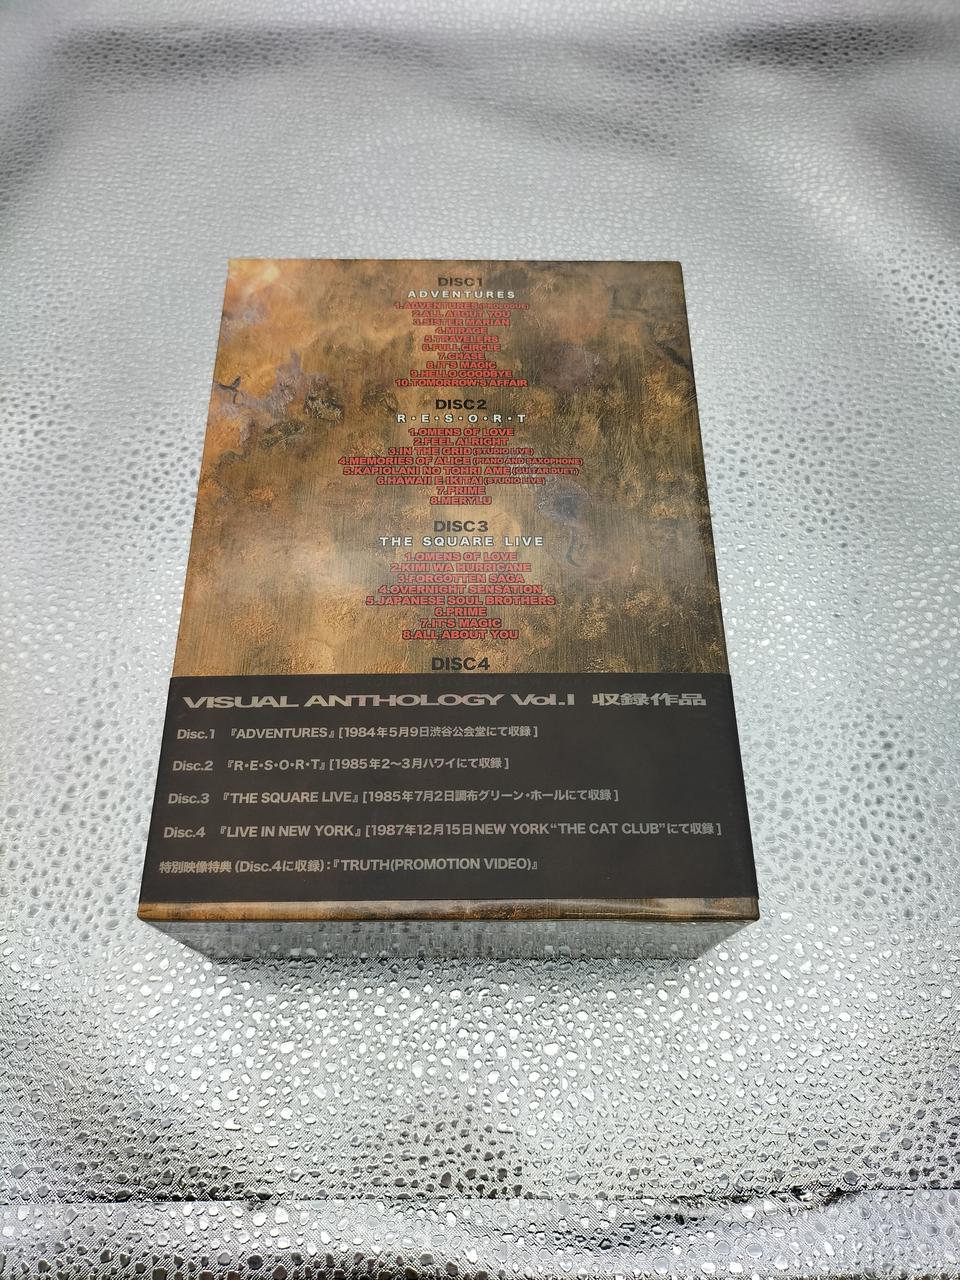 DISC1
ADVENTURES
1.ADVENTURES (PROLOGUE)
2.ALL ABOUT YOU
3.SISTER MARIAN
4.MIRAGE
5.TRAVELERS
6.FULL CIRCLE
7.CHASE
8.IT'S MAGIC
9.HELLO GOODBYE
10.TOMORROW'S AFFAIR
DISC2
R・E・S・O・R・T
1.OMENS OF LOVE
2.FEEL ALRIGHT
3.IN THE GRID (STUDIO LIVE)
4.MEMORIES OF ALICE (PIANO AND SAXOPHONE)
5.KAPIOLANI NO TOHRI AME (GUITAR DUET)
6.HAWAII E IKITAI (STUDIO LIVE)
7.PRIME
8.MERYLU
DISC3
THE SQUARE LIVE
1.OMENS OF LOVE
2.KIMI WA HURRICANE
3.FORGOTTEN SAGA
4.OVERNIGHT SENSATION
5.JAPANESE SOUL BROTHERS
6.PRIME
7.IT'S MAGIC
8.ALL ABOUT YOU
DISC4
VISUAL ANTHOLOGY Vol.I 収録作品
Disc.1 『ADVENTURES』[1984年5月9日渋谷公会堂にて収録]
Disc.2 『R・E・S・O・R・T』[1985年2〜3月ハワイにて収録]
Disc.3 『THE SQUARE LIVE』[1985年7月2日調布グリーン・ホールにて収録]
Disc.4 『LIVE IN NEW YORK』[1987年12月15日NEW YORK“THE CAT CLUB”にて収録]
特別映像特典(Disc.4に収録):『TRUTH(PROMOTION VIDEO)』